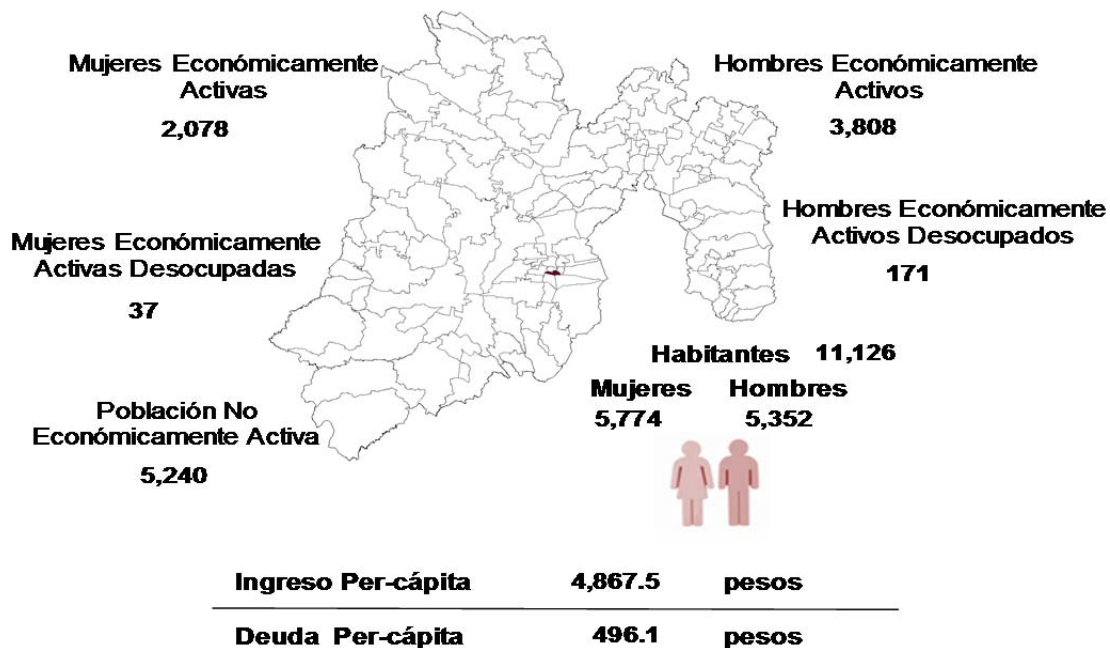 Mujeres Económicamente
Activas
2,078
Hombres Económicamente
Activos
3,808
Mujeres Económicamente
Activas Desocupadas
37
Hombres Económicamente
Activos Desocupados
171
Habitantes 11,126
Mujeres Hombres
5,774 5,352
Población No
Económicamente Activa
5,240
Ingreso Per-cápita 4,867.5 pesos
Deuda Per-cápita 496.1 pesos